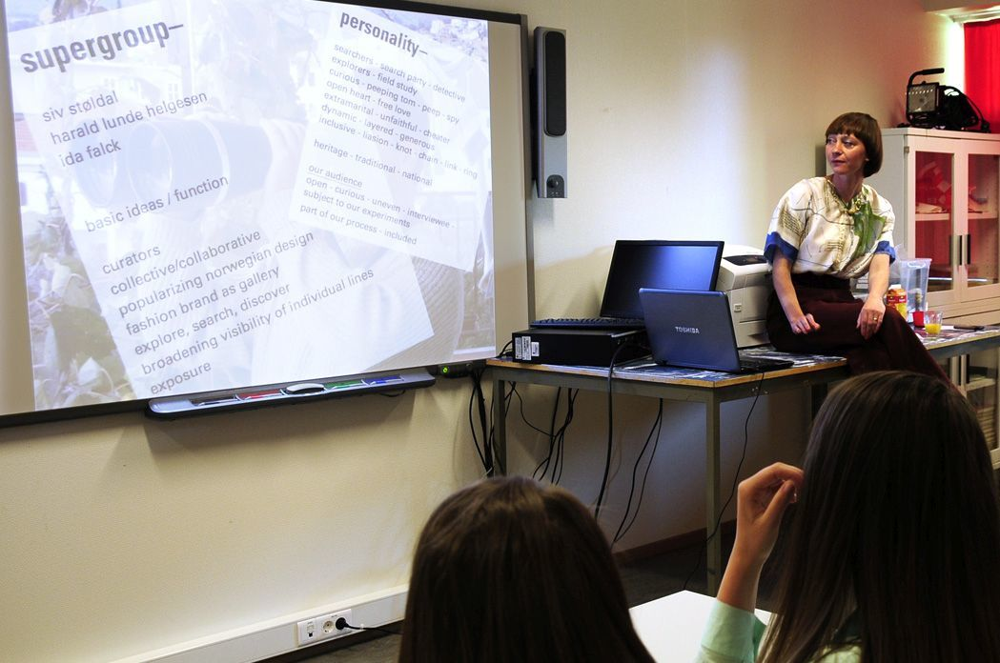 supergroup–
siv støldal
harald lunde helgesen
ida falck
basic ideas / function
curators
collective/collaborative
popularizing norwegian design
fashion brand as gallery
explore, search, discover
broadening visibility of individual lines
exposure
personality–
searchers - search party - detective
explorers - field study
curious - peeping tom - peep - spy
open heart - free love
extramarital - unfaithful - cheater
dynamic - layered - generous
inclusive - liasion - knot - chain - link - ring
heritage - traditional - national
our audience
open - curious - uneven - interviewee -
subject to our experiments
part of our process - included
TOSHIBA